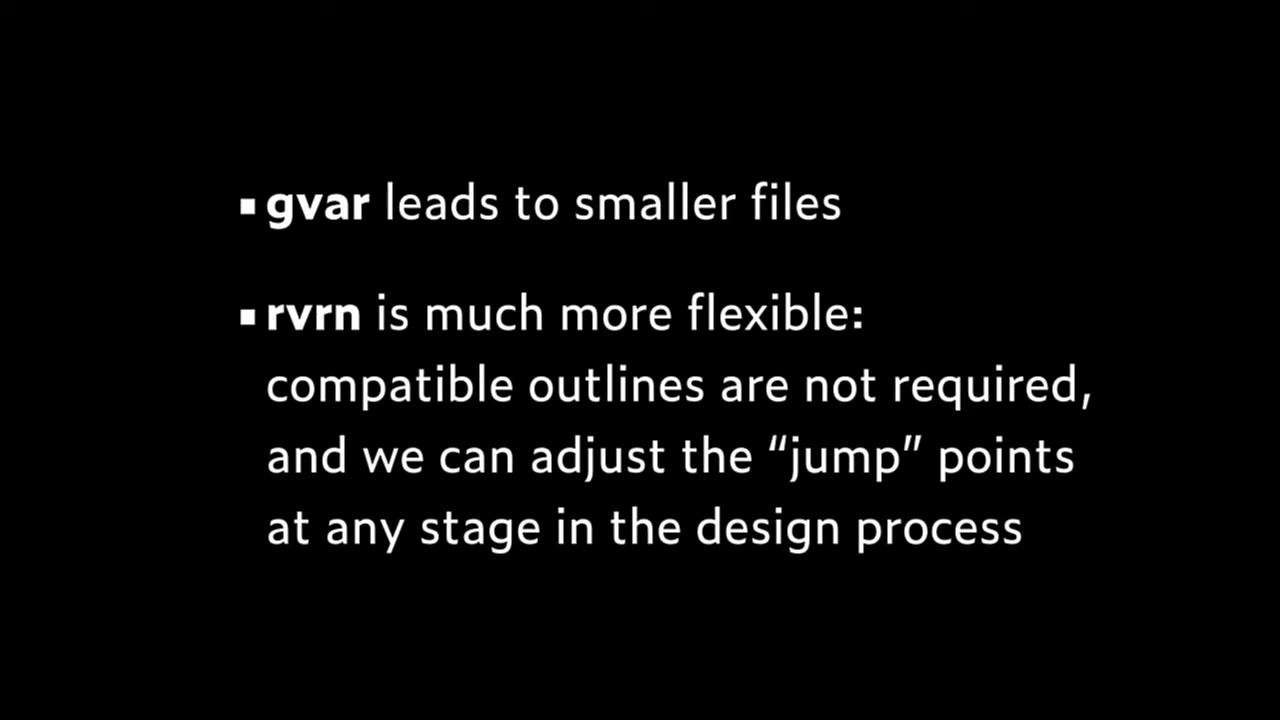 ▪ gvar leads to smaller files
▪ rvrn is much more flexible:
compatible outlines are not required,
and we can adjust the “jump” points
at any stage in the design process